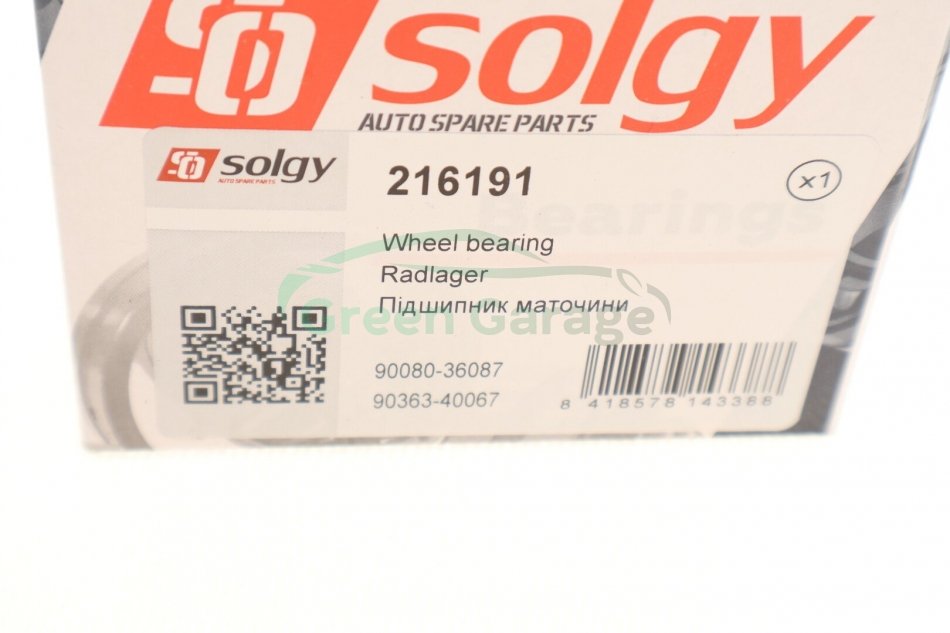 solgy
AUTO SPARE PARTS
solgy
AUTO SPARE PARTS
216191
x1
Bearings
Wheel bearing
Radlager
Підшипник маточини
Green Garage
90080-36087
90363-40067
8 418578 143388